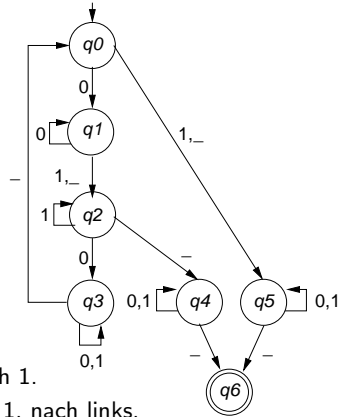 q0
0
0
q1
1,_
1,_
_
1
q2
_
0
q3
0,1
q4
q5
0,1
0,1
_
_
h 1.
q6
1. nach links.